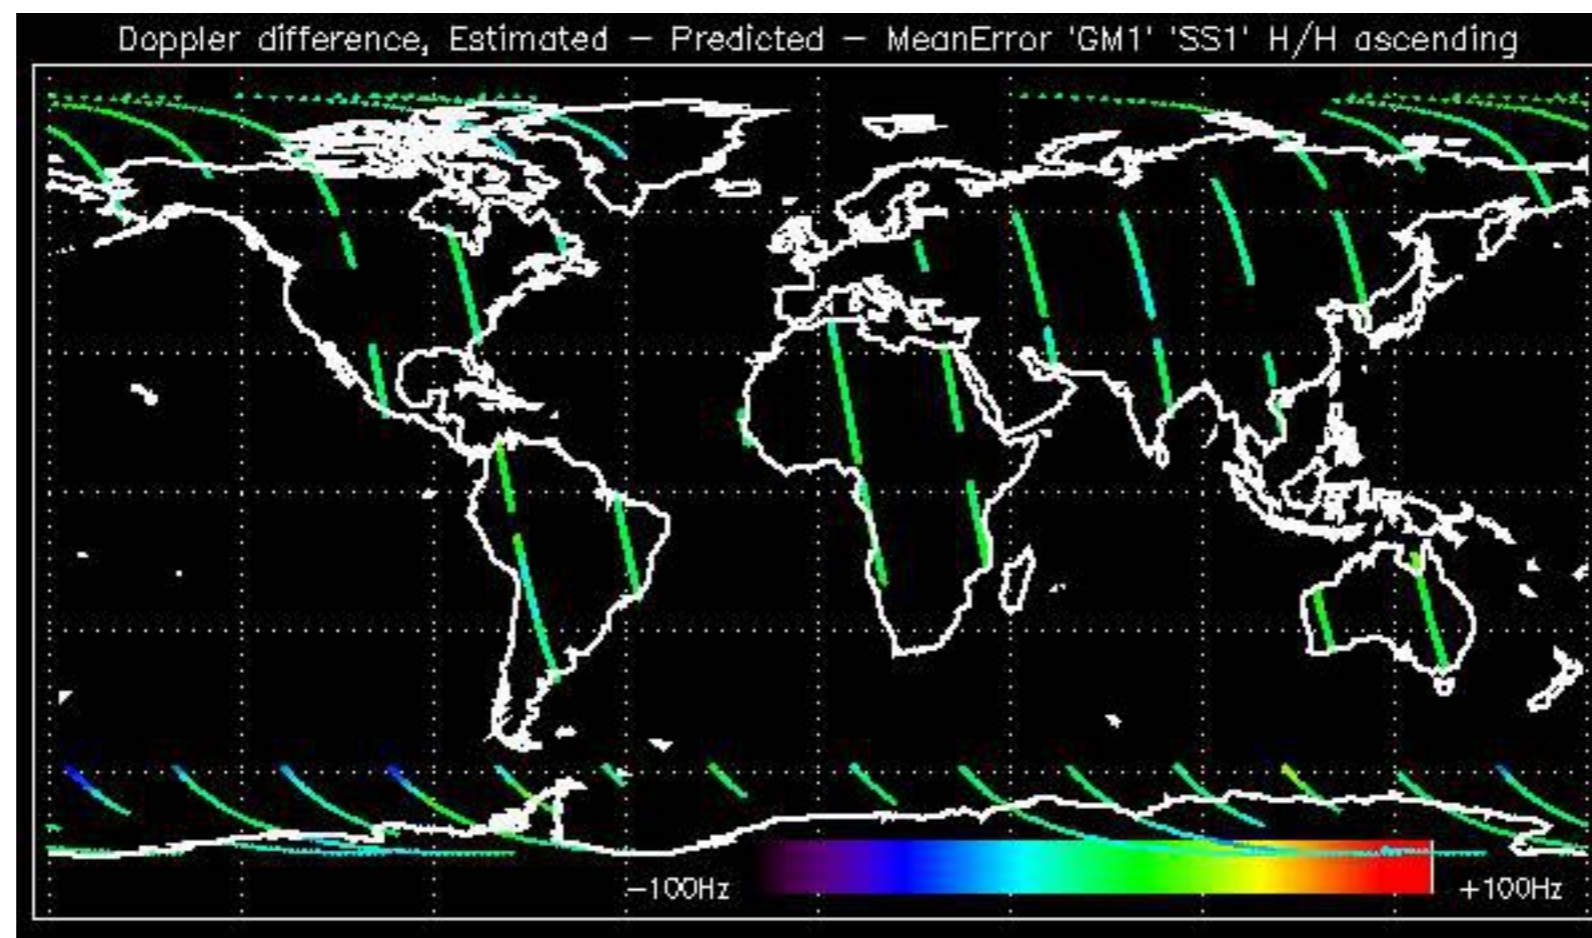 Doppler difference, Estimated — Predicted — MeanError 'GM1' 'SS1' H/H ascending
—100Hz
+100Hz